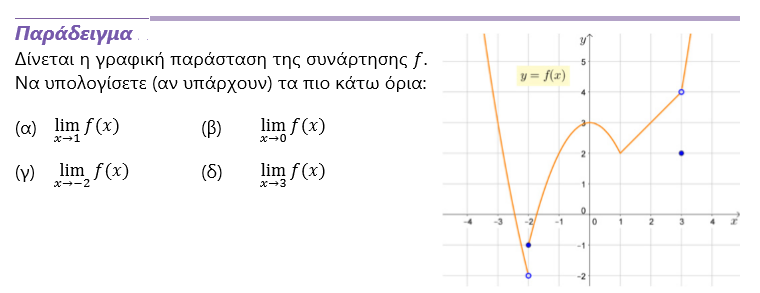 Παράδειγμα
Δίνεται η γραφική παράσταση της συνάρτησης f.
Να υπολογίσετε (αν υπάρχουν) τα πιο κάτω όρια:
(α) lim f(x) (β) lim f(x)
x→1 x→0
(γ) lim f(x) (δ) lim f(x)
x→−2 x→3
y
5
y = f(x)
4
3
2
1
0
-4 -3 -2 -1 0 1 2 3 4 x
-1
-2